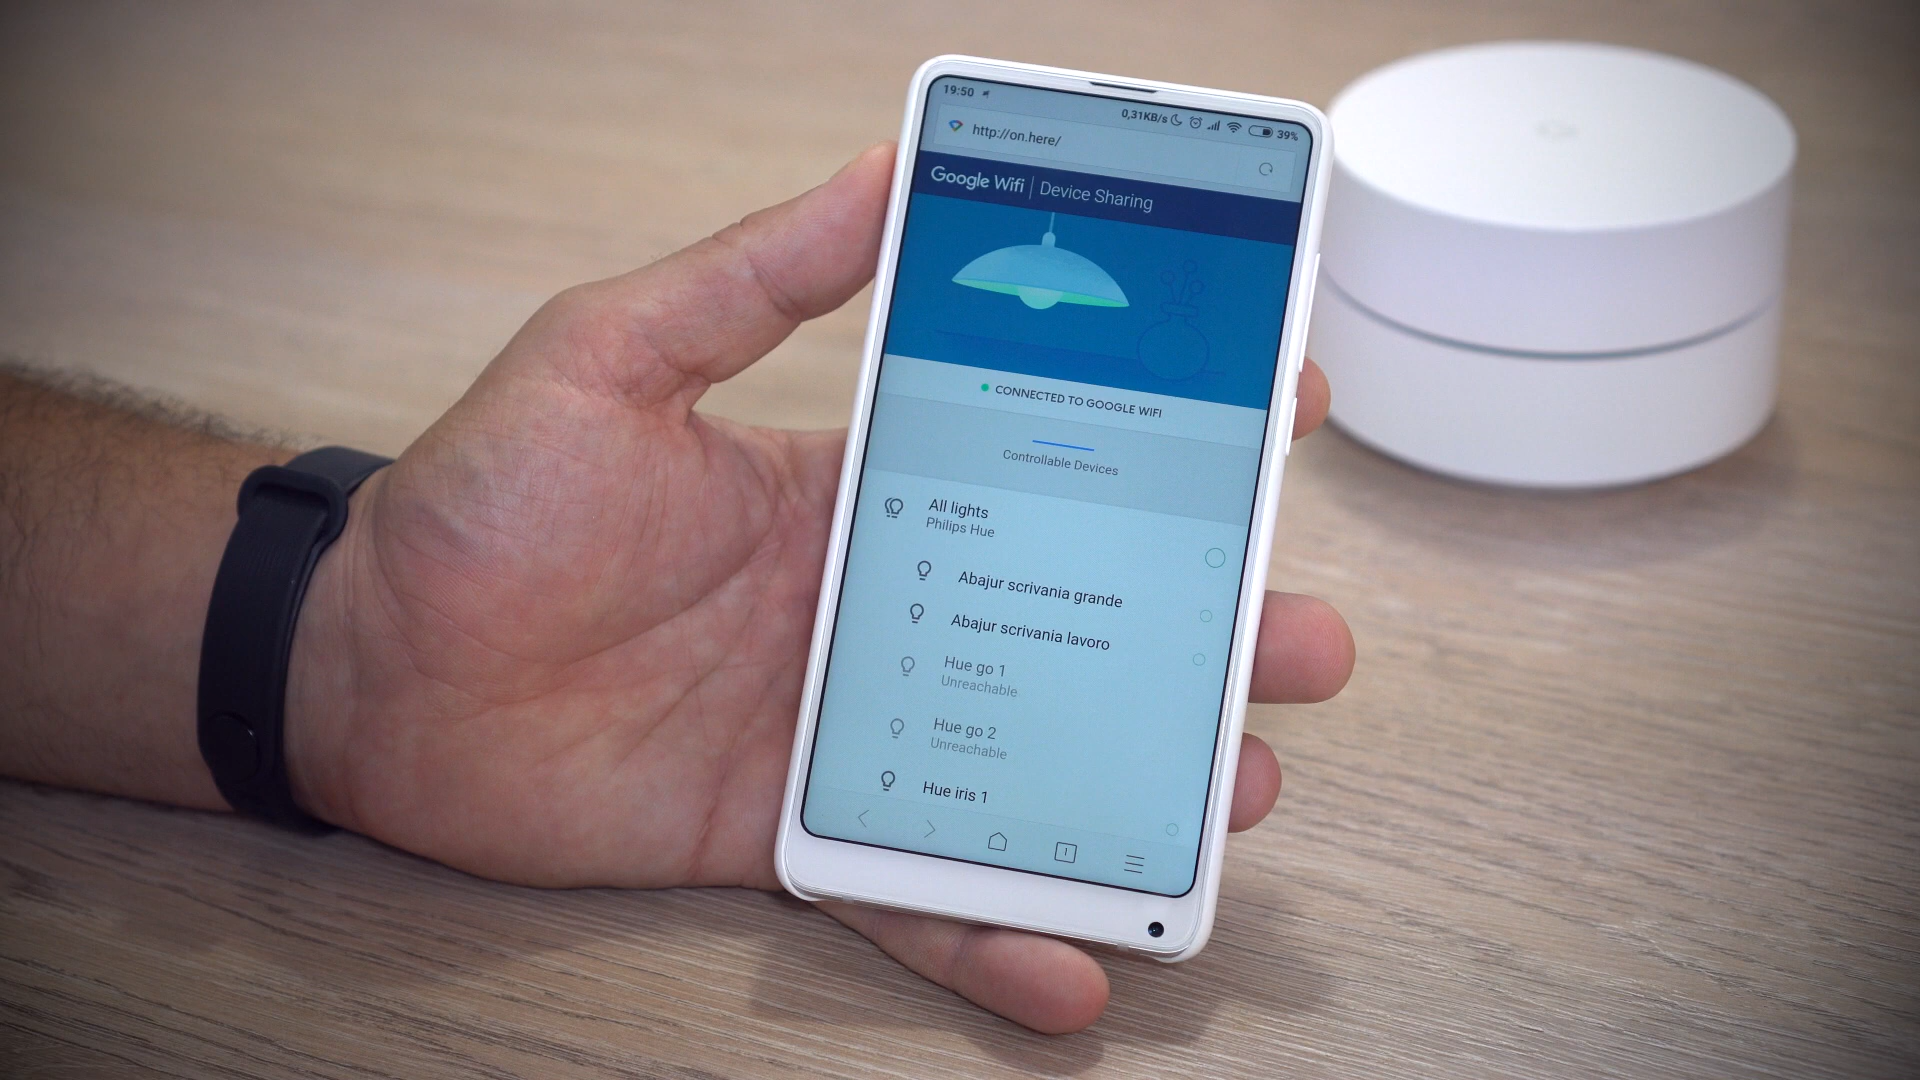 19:50
0,31KB/s
39%
http://on.here/
Google Wifi | Device Sharing
CONNECTED TO GOOGLE WIFI
Controllable Devices
All lights
Philips Hue
Abajur scrivania grande
Abajur scrivania lavoro
Hue go 1
Unreachable
Hue go 2
Unreachable
Hue iris 1
1